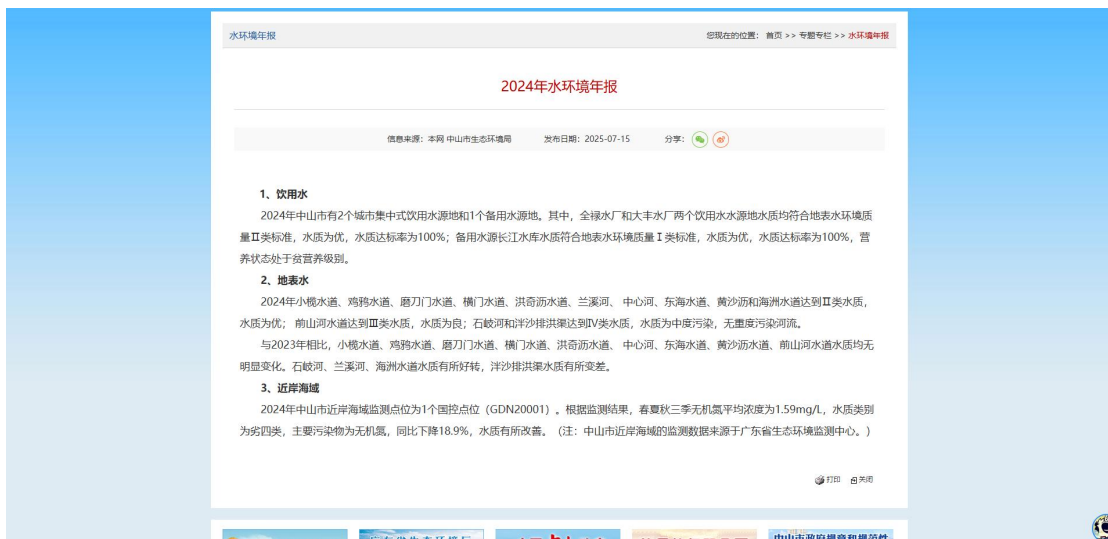 水环境年报
您现在的位置： 首页 >> 专题专栏 >> 水环境年报
2024年水环境年报
信息来源：本网 中山市生态环境局 发布日期：2025-07-15 分享：
1、饮用水
2024年中山市有2个城市集中式饮用水源地和1个备用水源地。其中，全禄水厂和大丰水厂两个饮用水水源地水质均符合地表水环境质
量Ⅱ类标准，水质为优，水质达标率为100%；备用水源长江水库水质符合地表水环境质量Ⅰ类标准，水质为优，水质达标率为100%，营
养状态处于贫营养级别。
2、地表水
2024年小榄水道、鸡鸦水道、磨刀门水道、横门水道、洪奇沥水道、兰溪河、 中心河、东海水道、黄沙沥和海洲水道达到Ⅱ类水质，
水质为优； 前山河水道达到Ⅲ类水质，水质为良；石岐河和泮沙排洪渠达到Ⅳ类水质，水质为中度污染，无重度污染河流。
与2023年相比，小榄水道、鸡鸦水道、磨刀门水道、横门水道、洪奇沥水道、 中心河、东海水道、黄沙沥水道、前山河水道水质均无
明显变化。石岐河、兰溪河、海洲水道水质有所好转，泮沙排洪渠水质有所变差。
3、近岸海域
2024年中山市近岸海域监测点位为1个国控点位（GDN20001）。根据监测结果，春夏秋三季无机氮平均浓度为1.59mg/L，水质类别
为劣四类，主要污染物为无机氮，同比下降18.9%，水质有所改善。（注：中山市近岸海域的监测数据来源于广东省生态环境监测中心。）
打印 关闭